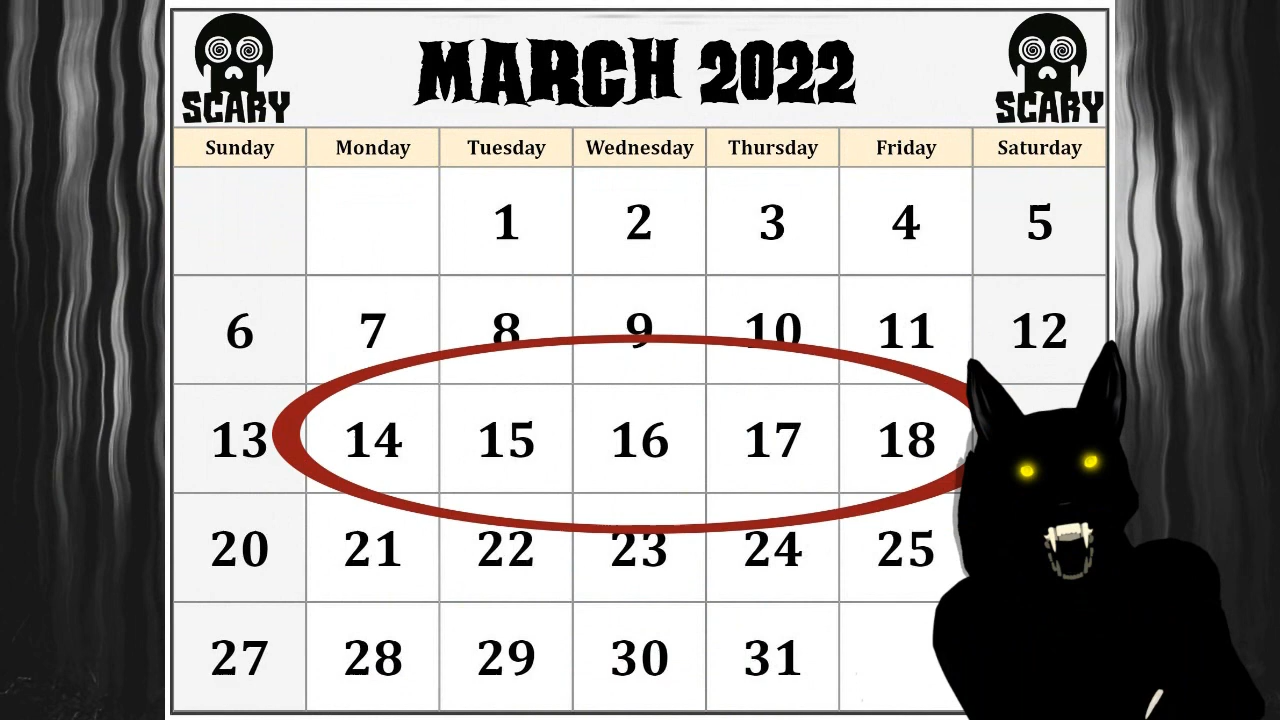 MARCH 2022
SCARY
SCARY
Sunday Monday Tuesday Wednesday Thursday Friday Saturday
1 2 3 4 5
6 7 8 9 10 11 12
13 14 15 16 17 18
20 21 22 23 24 25
27 28 29 30 31